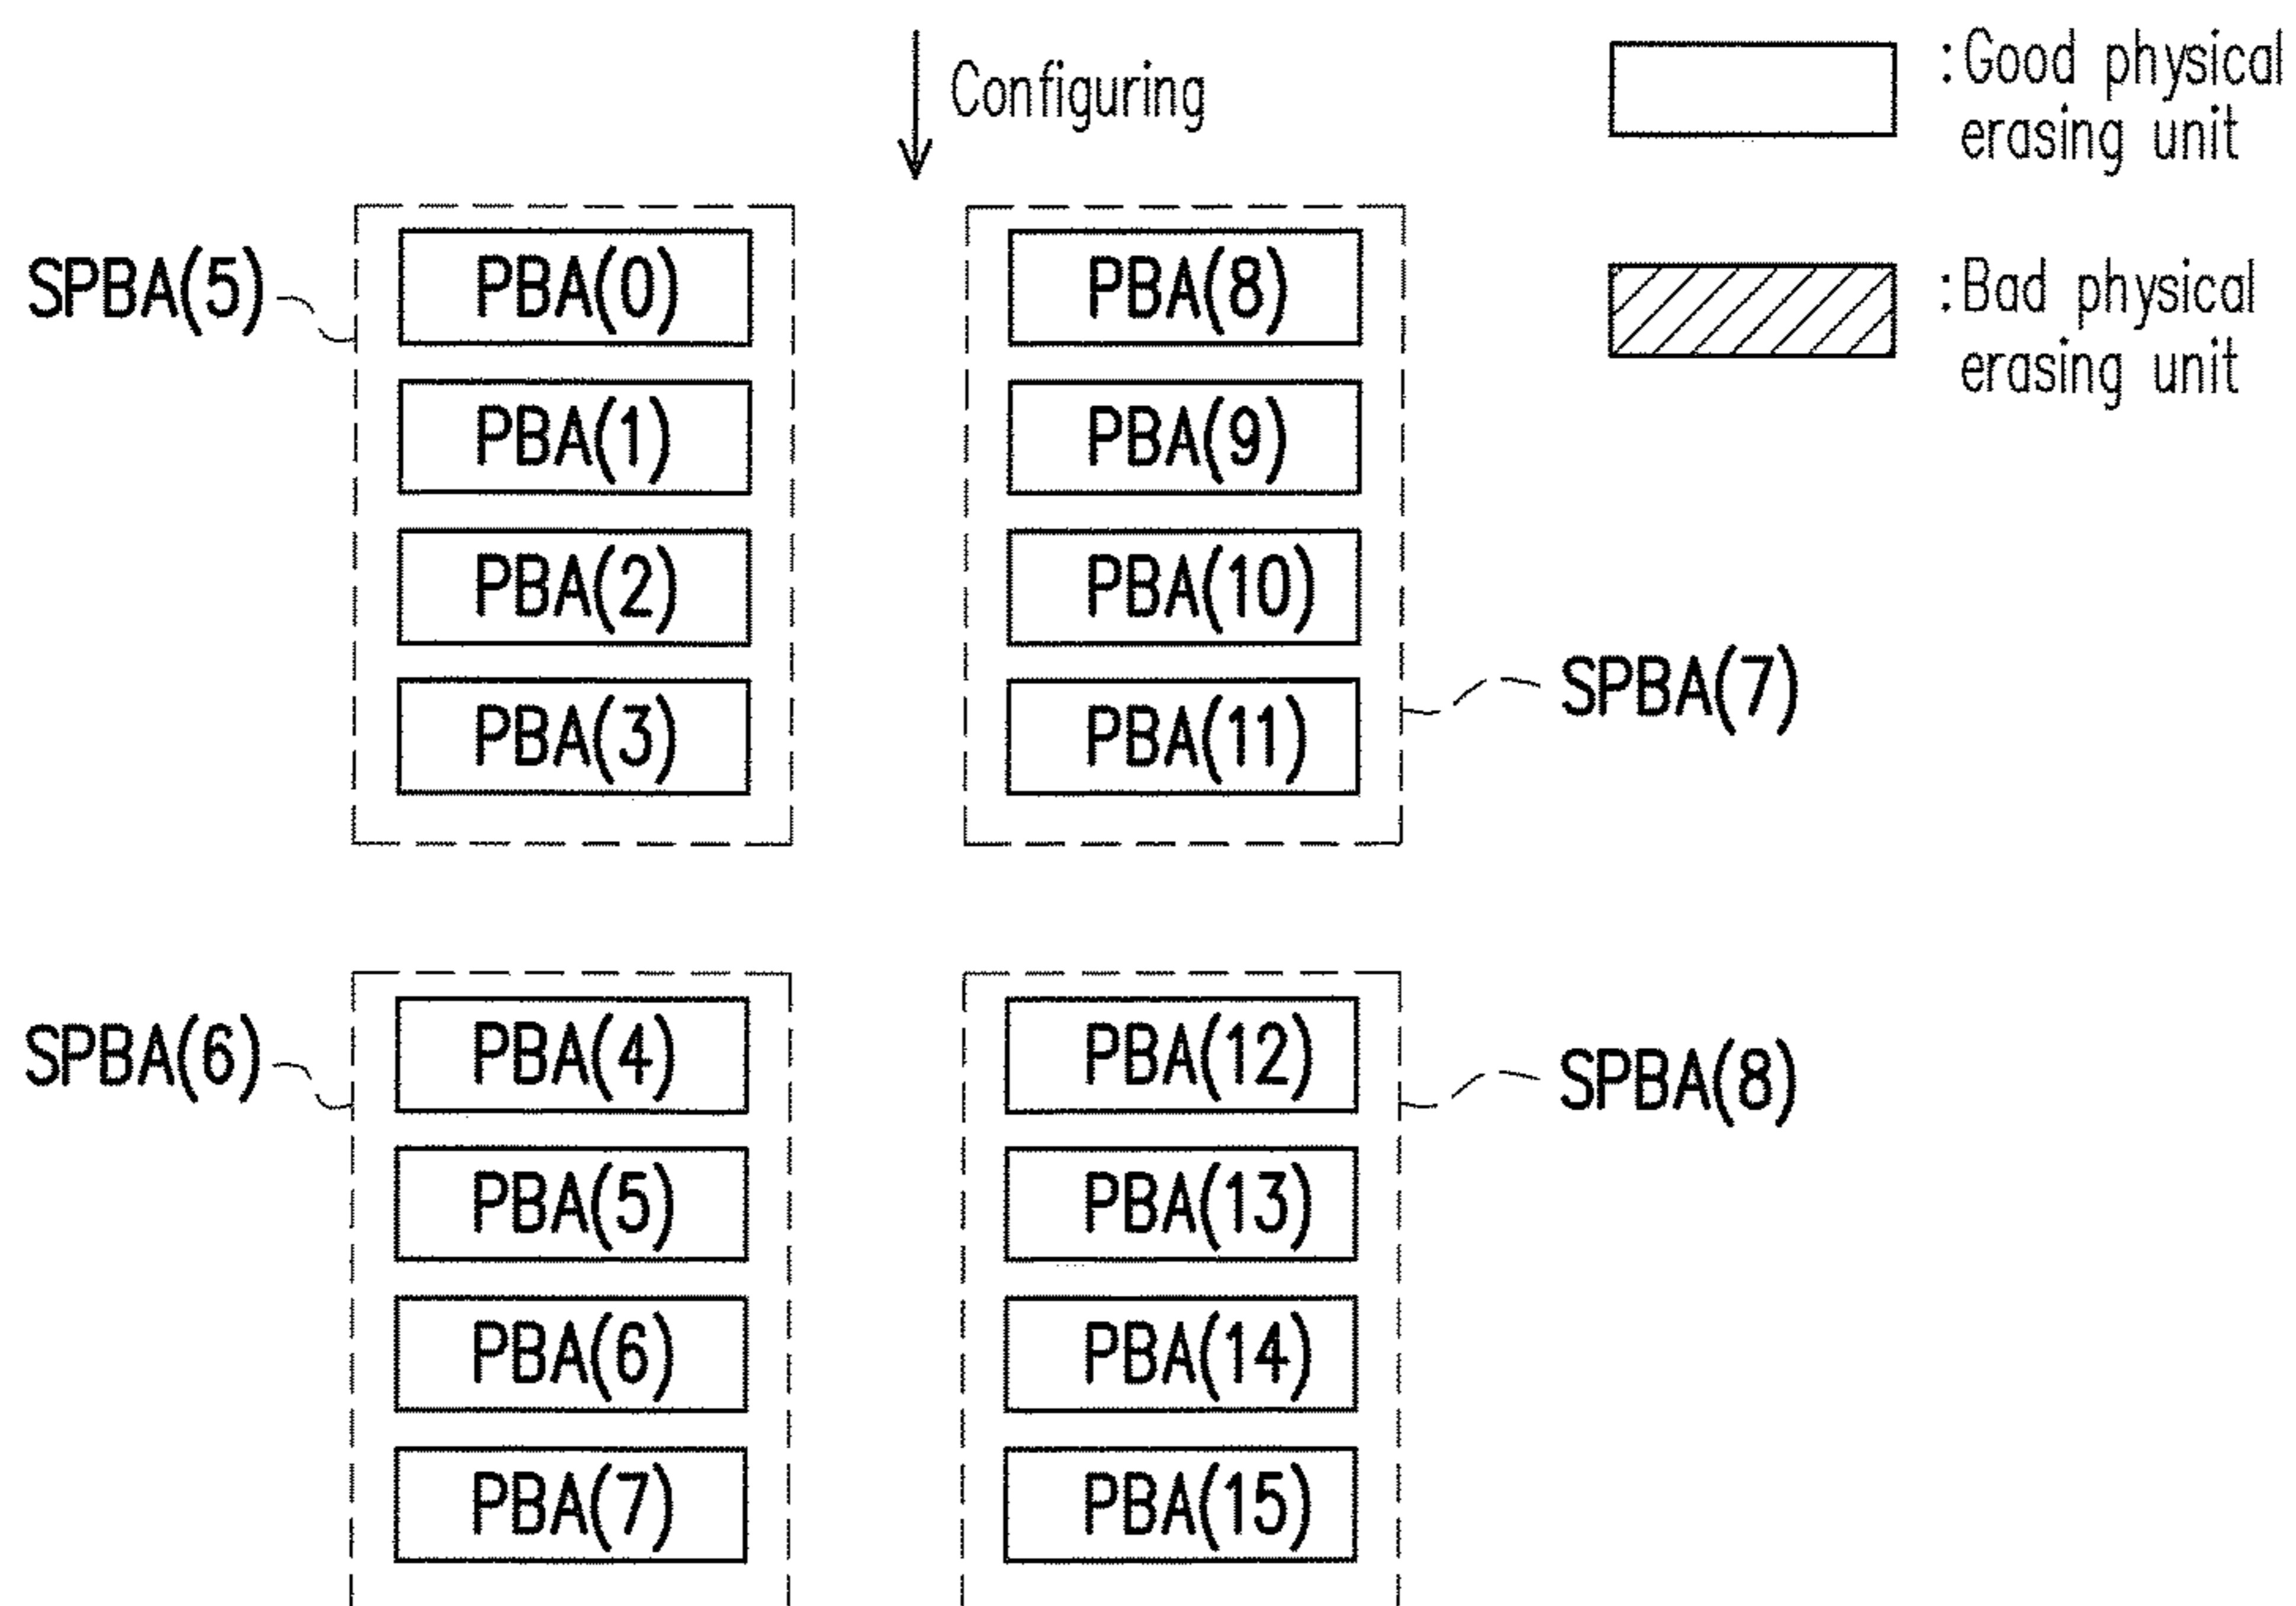 Configuring
:Good physical
erasing unit
:Bad physical
erasing unit
SPBA(5)
PBA(0)
PBA(1)
PBA(2)
PBA(3)
PBA(8)
PBA(9)
PBA(10)
PBA(11)
SPBA(7)
SPBA(6)
PBA(4)
PBA(5)
PBA(6)
PBA(7)
PBA(12)
PBA(13)
PBA(14)
PBA(15)
SPBA(8)